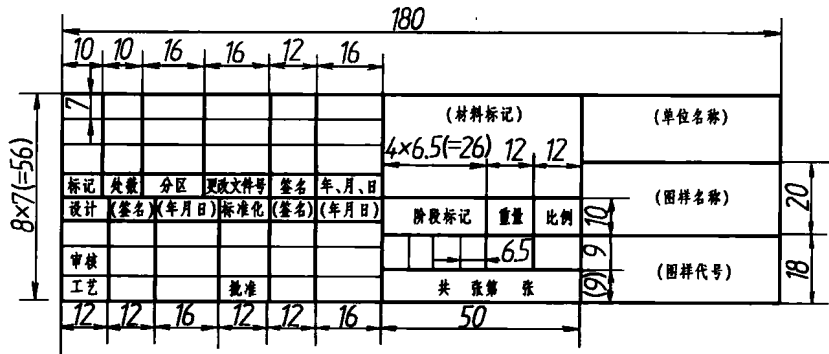 180
10 10 16 16 12 16
7
(材料标记) (单位名称)
4×6.5(=26) 12 12
8×7(=56)
标记 处数 分区 更改文件号 签名 年、月、日
(图样名称) 20
设计 (签名) (年月日) 标准化 (签名) (年月日) 阶段标记 重量 比例 10
6.5 9
审核 (图样代号) 18
工艺 批准 共 张第 张 (9)
12 12 16 12 12 16 50